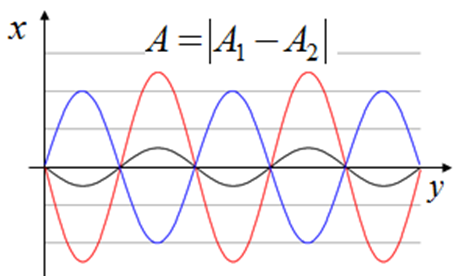 x
A = |A₁ − A₂|
y